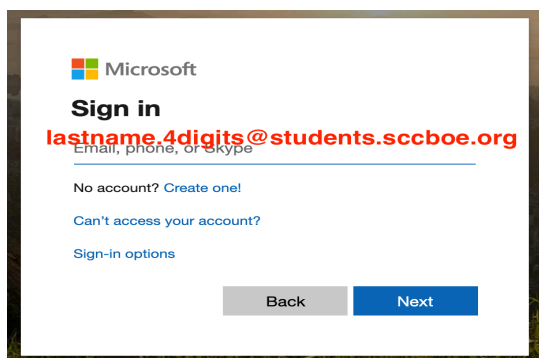 Microsoft
Sign in
lastname.4digits@students.sccboe.org
Email, phone, or Skype
No account? Create one!
Can't access your account?
Sign-in options
Back Next